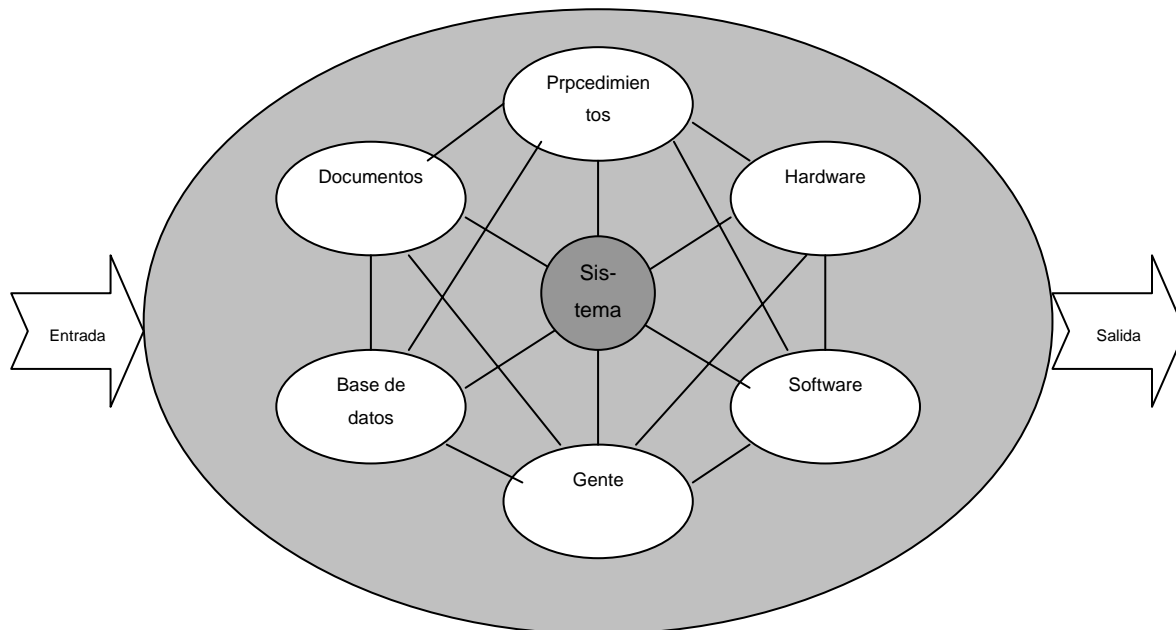 Prpcedimien
tos
Documentos
Hardware
Sis-
tema
Entrada
Salida
Base de
datos
Software
Gente